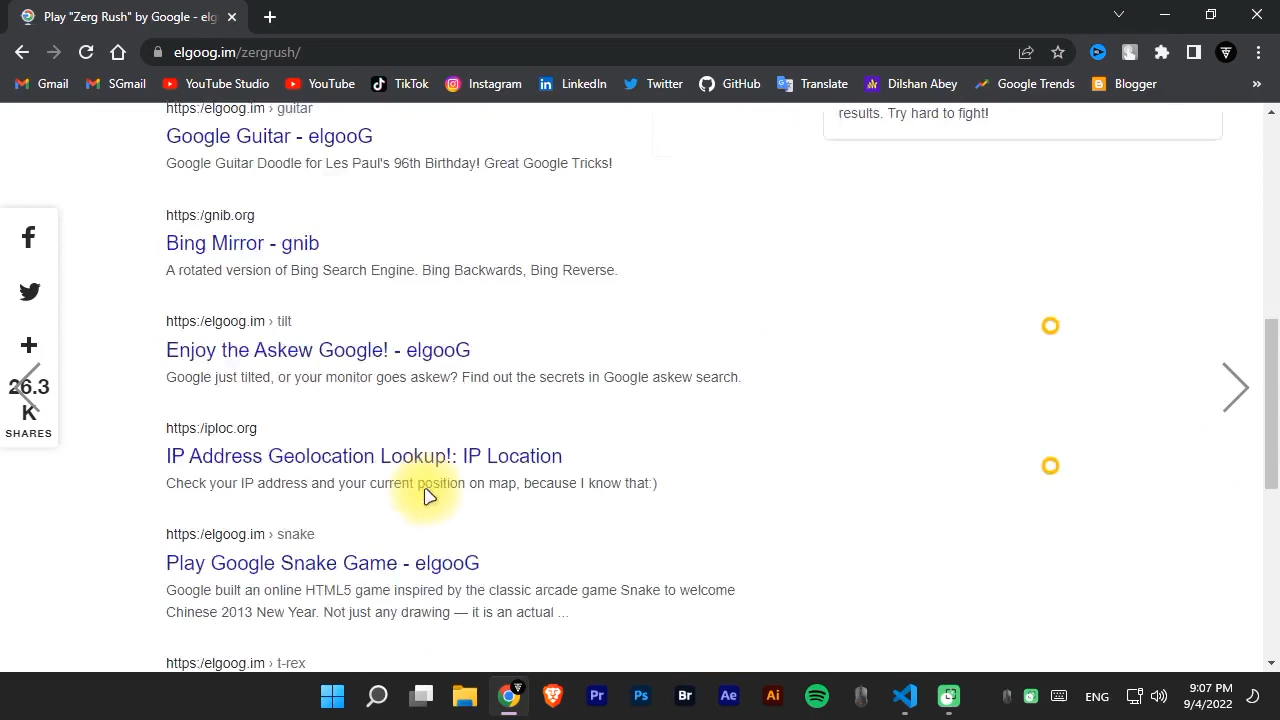 Play "Zerg Rush" by Google - elg
elgoog.im/zergrush/
Gmail
SGmail
YouTube Studio
YouTube
TikTok
Instagram
LinkedIn
Twitter
GitHub
Translate
Dilshan Abey
Google Trends
Blogger
»
https:/elgoog.im › guitar
results. Try hard to fight!
Google Guitar - elgooG
Google Guitar Doodle for Les Paul's 96th Birthday! Great Google Tricks!
https:/gnib.org
Bing Mirror - gnib
A rotated version of Bing Search Engine. Bing Backwards, Bing Reverse.
https:/elgoog.im › tilt
Enjoy the Askew Google! - elgooG
Google just tilted, or your monitor goes askew? Find out the secrets in Google askew search.
26.3
K
SHARES
https:/iploc.org
IP Address Geolocation Lookup!: IP Location
Check your IP address and your current position on map, because I know that:)
https:/elgoog.im › snake
Play Google Snake Game - elgooG
Google built an online HTML5 game inspired by the classic arcade game Snake to welcome
Chinese 2013 New Year. Not just any drawing — it is an actual ...
https:/elgoog.im › t-rex
Pr
Ps
Br
Ae
Ai
ENG
9:07 PM
9/4/2022